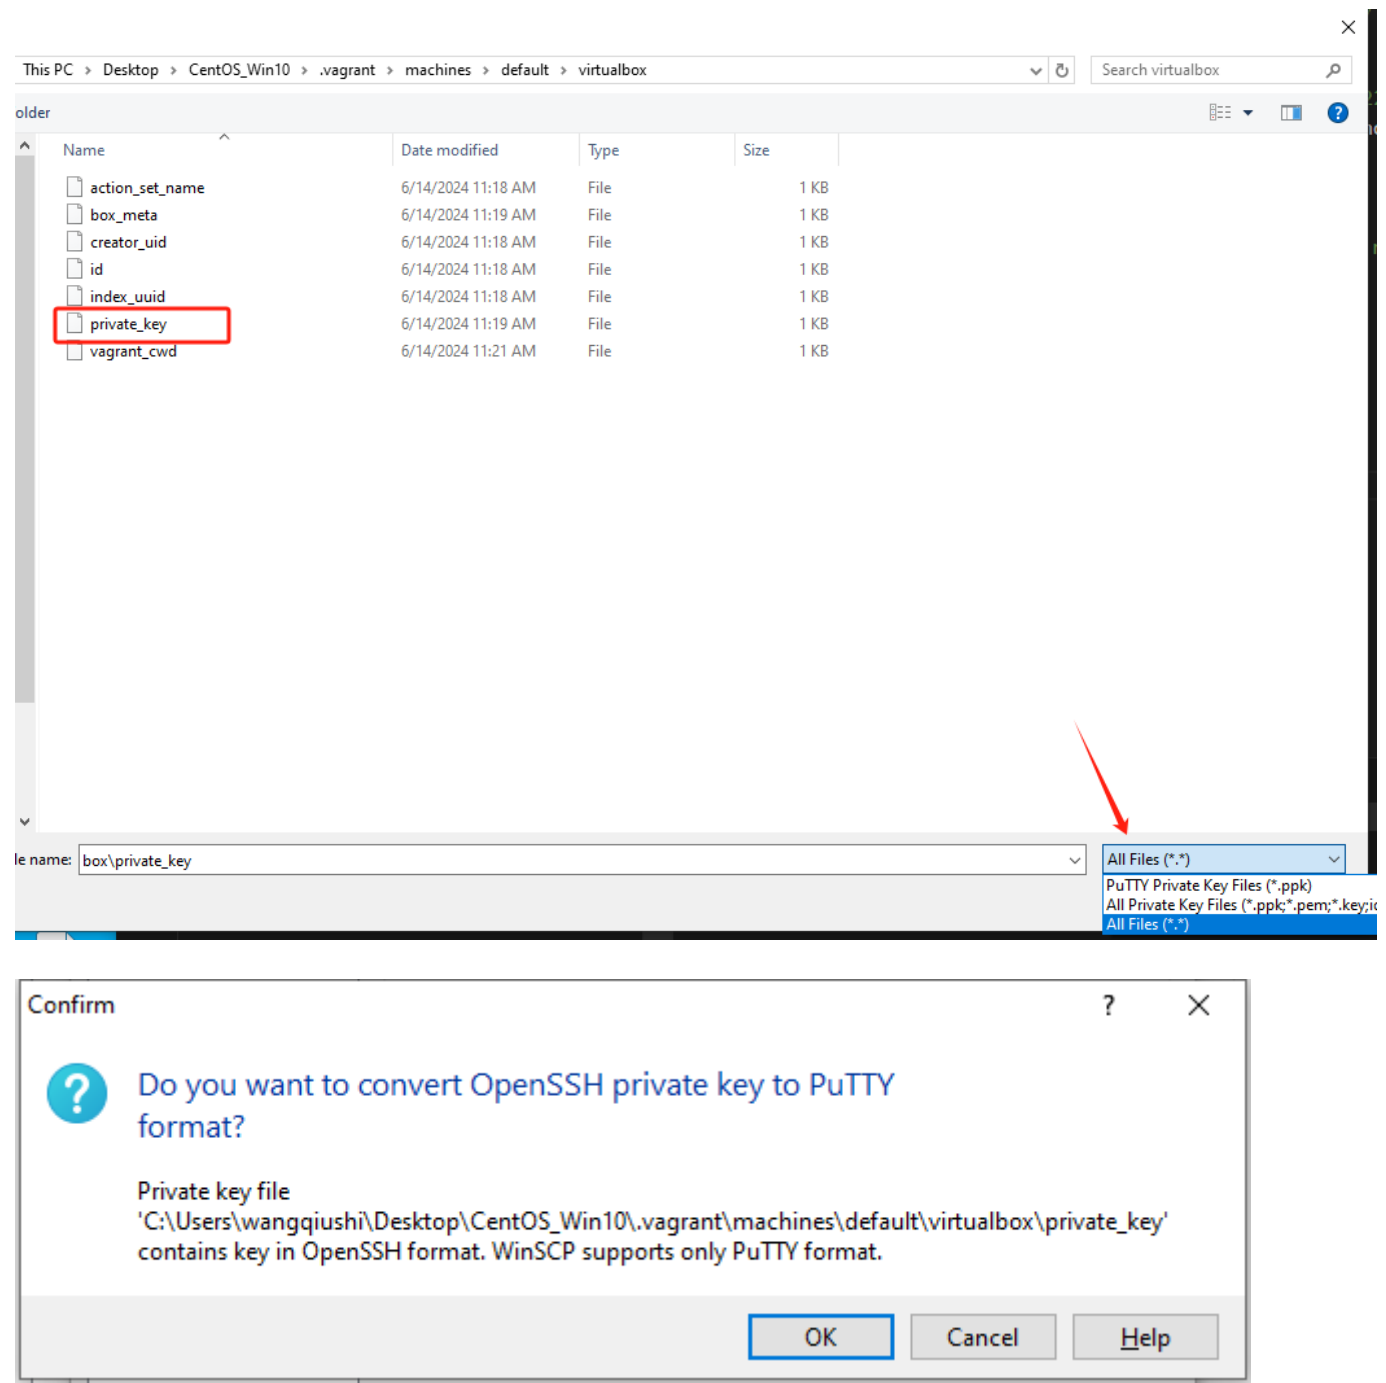 This PC > Desktop > CentOS_Win10 > .vagrant > machines > default > virtualbox
Search virtualbox
older
Name Date modified Type Size
action_set_name 6/14/2024 11:18 AM File 1 KB
box_meta 6/14/2024 11:19 AM File 1 KB
creator_uid 6/14/2024 11:18 AM File 1 KB
id 6/14/2024 11:18 AM File 1 KB
index_uuid 6/14/2024 11:18 AM File 1 KB
private_key 6/14/2024 11:19 AM File 1 KB
vagrant_cwd 6/14/2024 11:21 AM File 1 KB
le name: box\private_key All Files (*.*)
PuTTY Private Key Files (*.ppk)
All Private Key Files (*.ppk;*.pem;*.key;ic
All Files (*.*)
Confirm
Do you want to convert OpenSSH private key to PuTTY
format?
Private key file
'C:\Users\wangqiushi\Desktop\CentOS_Win10\.vagrant\machines\default\virtualbox\private_key'
contains key in OpenSSH format. WinSCP supports only PuTTY format.
OK Cancel Help